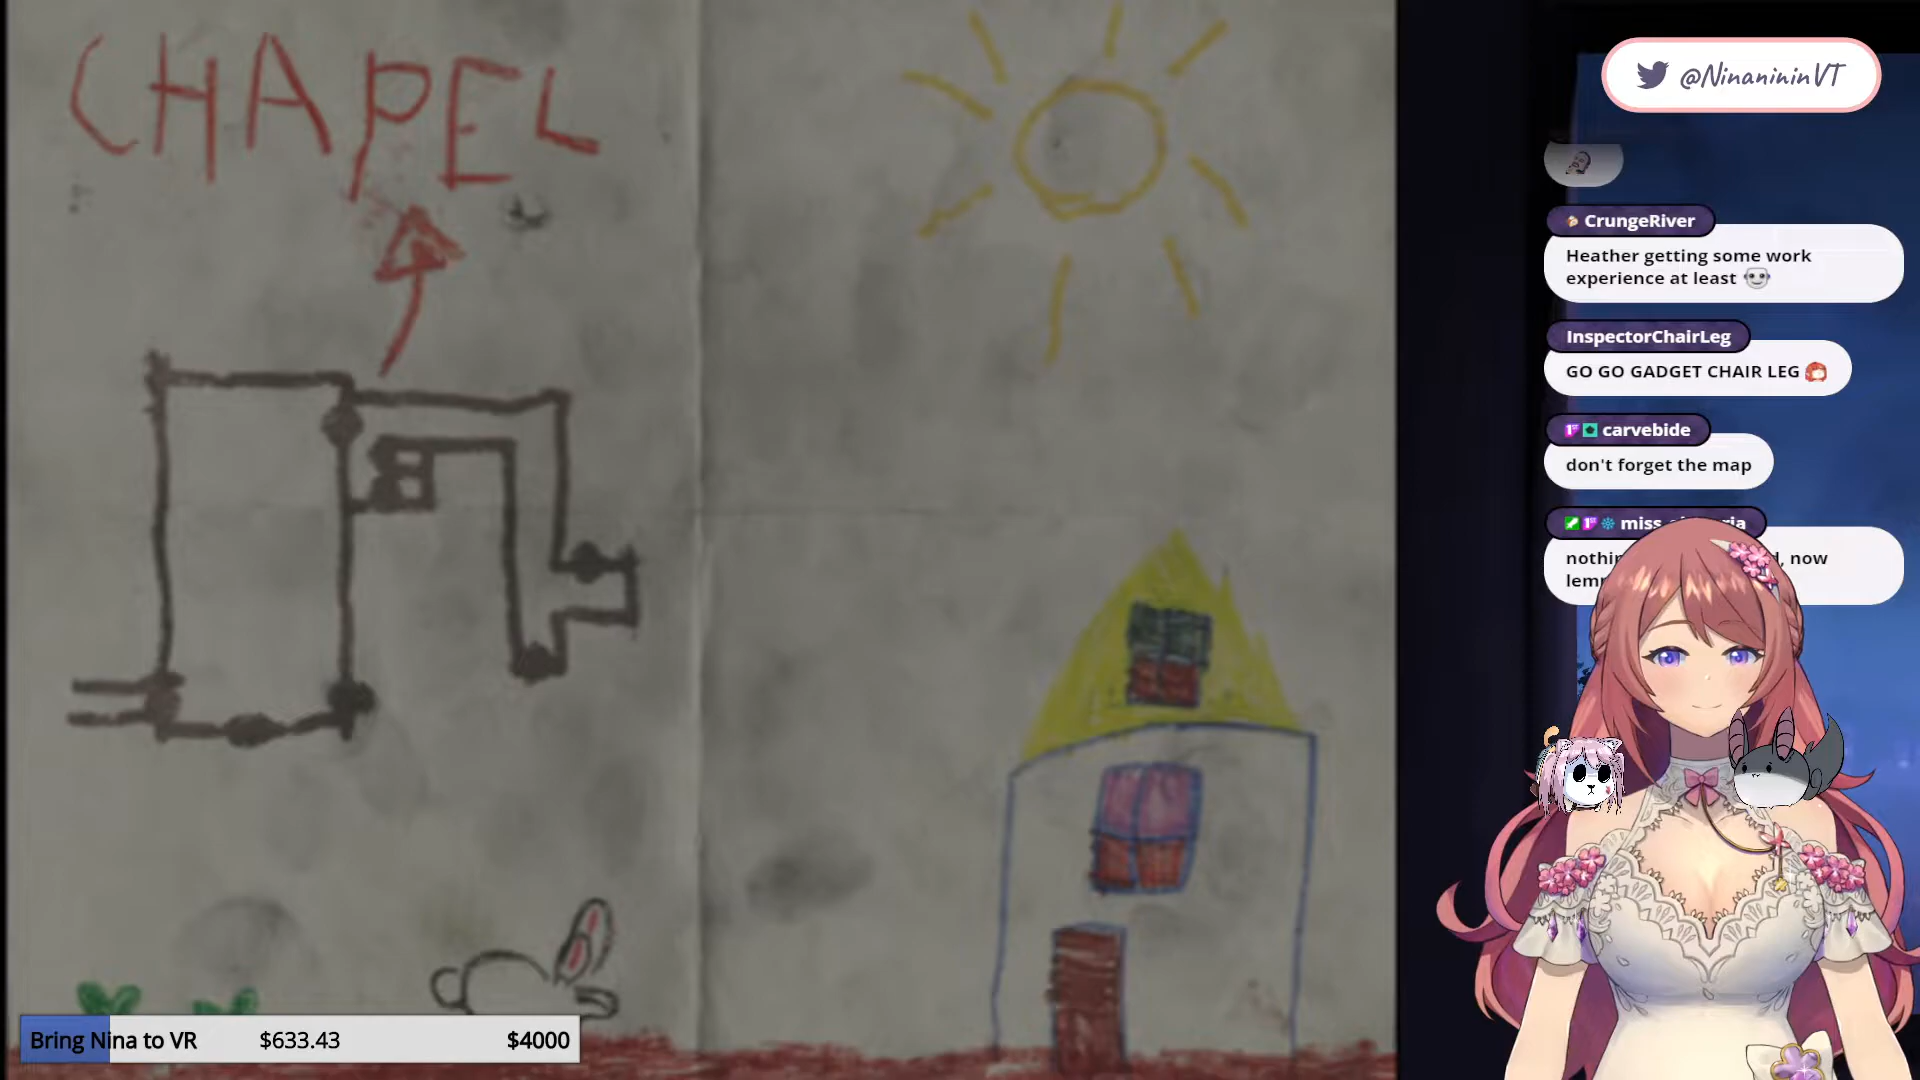 CHAPEL
@NinanininVT
CrungeRiver
Heather getting some work
experience at least
InspectorChairLeg
GO GO GADGET CHAIR LEG
carvebide
don't forget the map
now
Bring Nina to VR $633.43 $4000